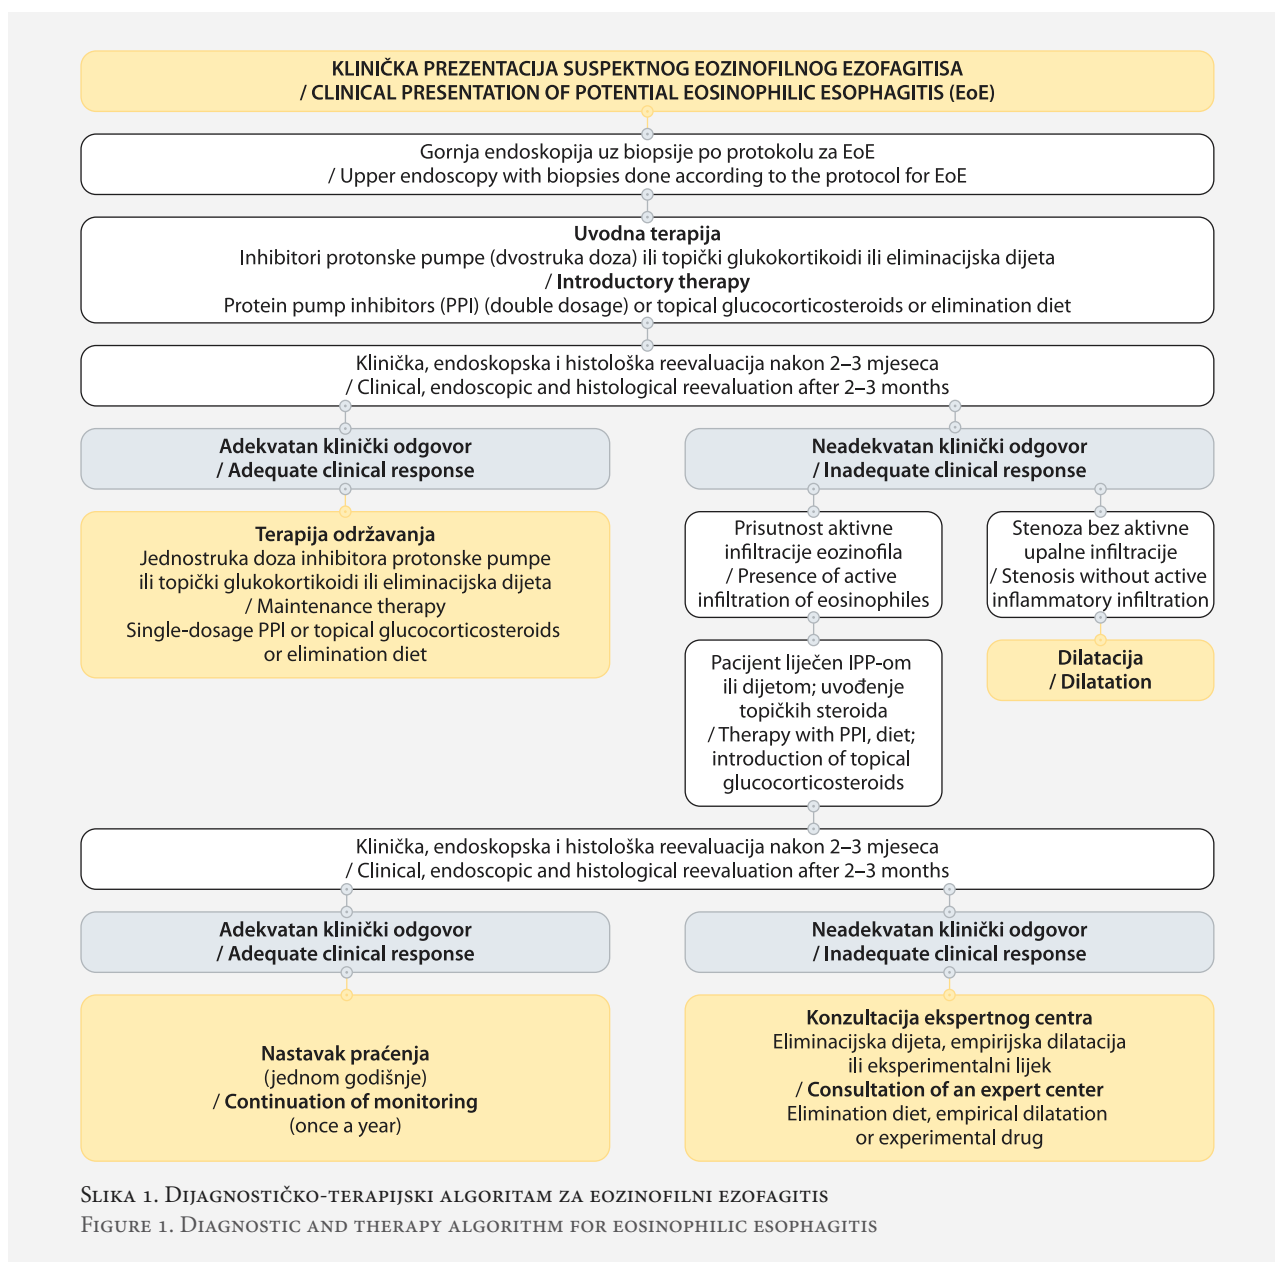 KLINIČKA PREZENTACIJA SUSPEKTNOG EOZINOFILNOG EZOFAGITISA
/ CLINICAL PRESENTATION OF POTENTIAL EOSINOPHILIC ESOPHAGITIS (EoE)
Gornja endoskopija uz biopsije po protokolu za EoE
/ Upper endoscopy with biopsies done according to the protocol for EoE
Uvodna terapija
Inhibitori protonske pumpe (dvostruka doza) ili topički glukokortikoidi ili eliminacijska dijeta
/ Introductory therapy
Protein pump inhibitors (PPI) (double dosage) or topical glucocorticosteroids or elimination diet
Klinička, endoskopska i histološka reevaluacija nakon 2–3 mjeseca
/ Clinical, endoscopic and histological reevaluation after 2–3 months
Adekvatan klinički odgovor
/ Adequate clinical response
Neadekvatan klinički odgovor
/ Inadequate clinical response
Terapija održavanja
Jednostruka doza inhibitora protonske pumpe
ili topički glukokortikoidi ili eliminacijska dijeta
/ Maintenance therapy
Single-dosage PPI or topical glucocorticosteroids
or elimination diet
Prisutnost aktivne
infiltracije eozinofila
/ Presence of active
infiltration of eosinophiles
Stenoza bez aktivne
upalne infiltracije
/ Stenosis without active
inflammatory infiltration
Pacijent liječen IPP-om
ili dijetom; uvođenje
topičkih steroida
/ Therapy with PPI, diet;
introduction of topical
glucocorticosteroids
Dilatacija
/ Dilatation
Klinička, endoskopska i histološka reevaluacija nakon 2–3 mjeseca
/ Clinical, endoscopic and histological reevaluation after 2–3 months
Adekvatan klinički odgovor
/ Adequate clinical response
Neadekvatan klinički odgovor
/ Inadequate clinical response
Nastavak praćenja
(jednom godišnje)
/ Continuation of monitoring
(once a year)
Konzultacija ekspertnog centra
Eliminacijska dijeta, empirijska dilatacija
ili eksperimentalni lijek
/ Consultation of an expert center
Elimination diet, empirical dilatation
or experimental drug
Slika 1. Dijagnostičko-terapijski algoritam za eozinofilni ezofagitis
Figure 1. Diagnostic and therapy algorithm for eosinophilic esophagitis